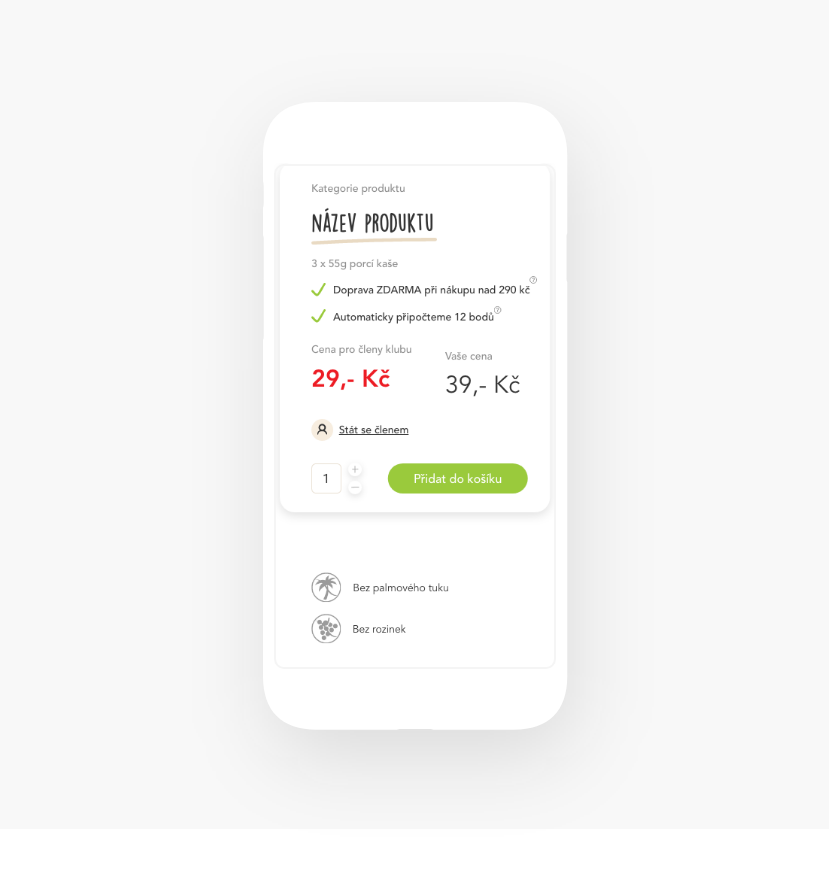 Kategorie produktu
NÁZEV PRODUKTU
3 x 55g porcí kaše
Doprava ZDARMA při nákupu nad 290 kč ?
Automaticky připočteme 12 bodů ?
Cena pro členy klubu
Vaše cena
29,- Kč
39,- Kč
Stát se členem
1 + −
Přidat do košíku
Bez palmového tuku
Bez rozinek